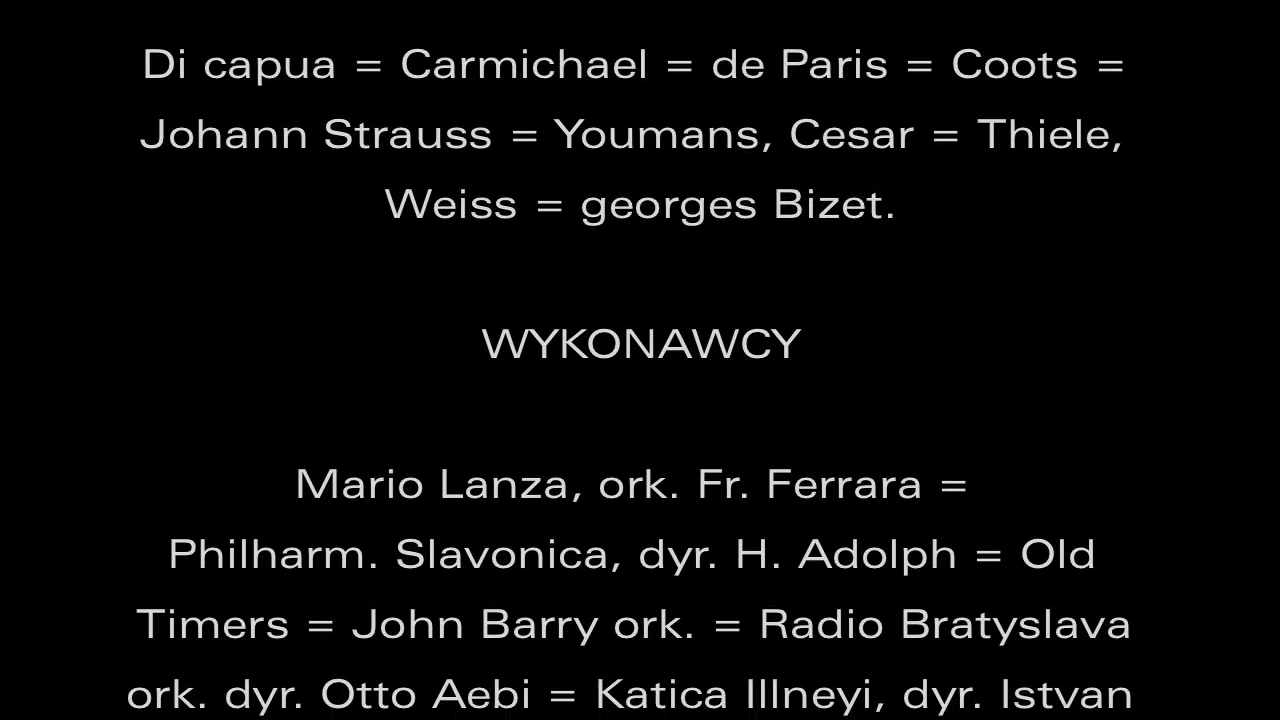 Di capua = Carmichael = de Paris = Coots =
Johann Strauss = Youmans, Cesar = Thiele,
Weiss = georges Bizet.
WYKONAWCY
Mario Lanza, ork. Fr. Ferrara =
Philharm. Slavonica, dyr. H. Adolph = Old
Timers = John Barry ork. = Radio Bratyslava
ork. dyr. Otto Aebi = Katica Illneyi, dyr. Istvan